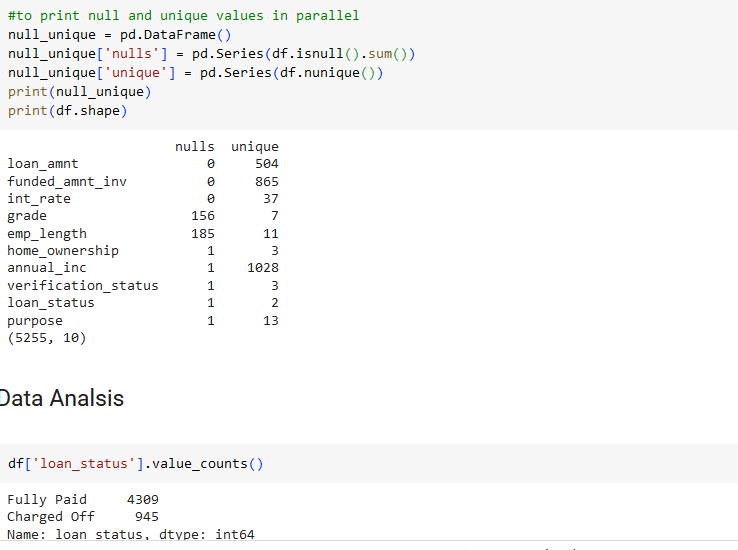 #to print null and unique values in parallel
null_unique = pd.DataFrame()
null_unique['nulls'] = pd.Series(df.isnull().sum())
null_unique['unique'] = pd.Series(df.nunique())
print(null_unique)
print(df.shape)
nulls unique
loan_amnt 0 504
funded_amnt_inv 0 865
int_rate 0 37
grade 156 7
emp_length 185 11
home_ownership 1 3
annual_inc 1 1028
verification_status 1 3
loan_status 1 2
purpose 1 13
(5255, 10)
Data Analsis
df['loan_status'].value_counts()
Fully Paid 4309
Charged Off 945
Name: loan_status, dtype: int64